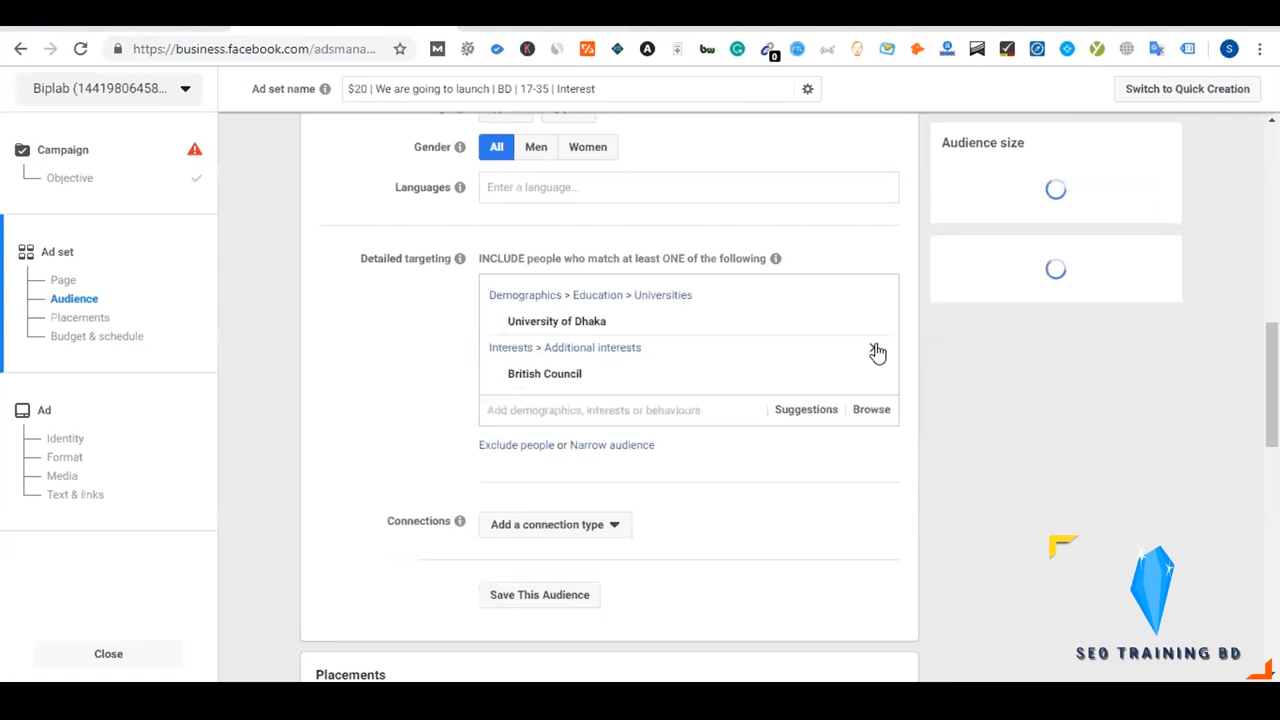 https://business.facebook.com/adsmana...
Biplab (14419806458...
Ad set name
$20 | We are going to launch | BD | 17-35 | Interest
Switch to Quick Creation
Campaign
Objective
Ad set
Page
Audience
Placements
Budget & schedule
Ad
Identity
Format
Media
Text & links
Close
Gender
All
Men
Women
Languages
Enter a language...
Detailed targeting
INCLUDE people who match at least ONE of the following
Demographics > Education > Universities
University of Dhaka
Interests > Additional interests
British Council
Add demographics, interests or behaviours
Suggestions
Browse
Exclude people or Narrow audience
Connections
Add a connection type
Save This Audience
Placements
Audience size
SEO TRAINING BD